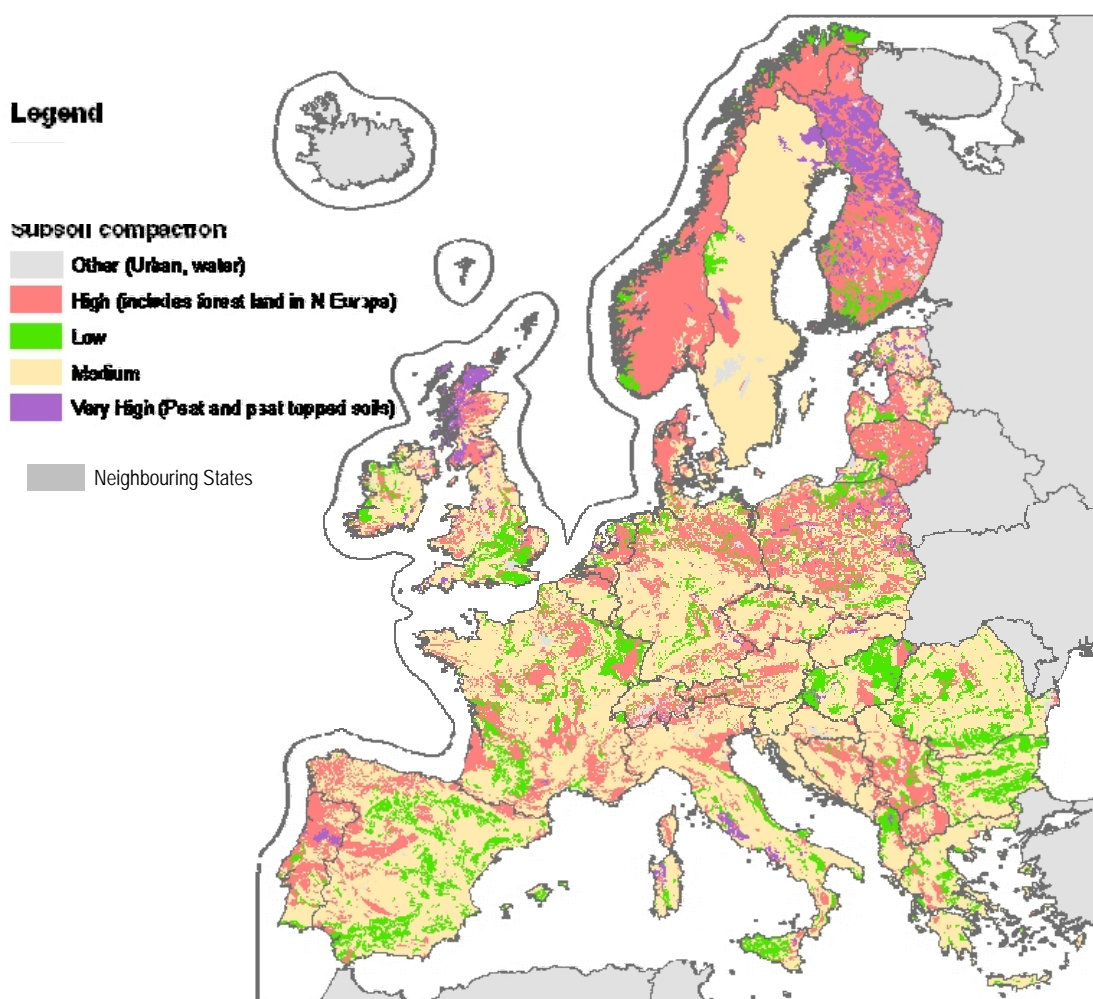 Legend
Subsoil compaction
Other (Urban, water)
High (includes forest land in N Europe)
Low
Medium
Very High (Peat and peat topped soils)
Neighbouring States